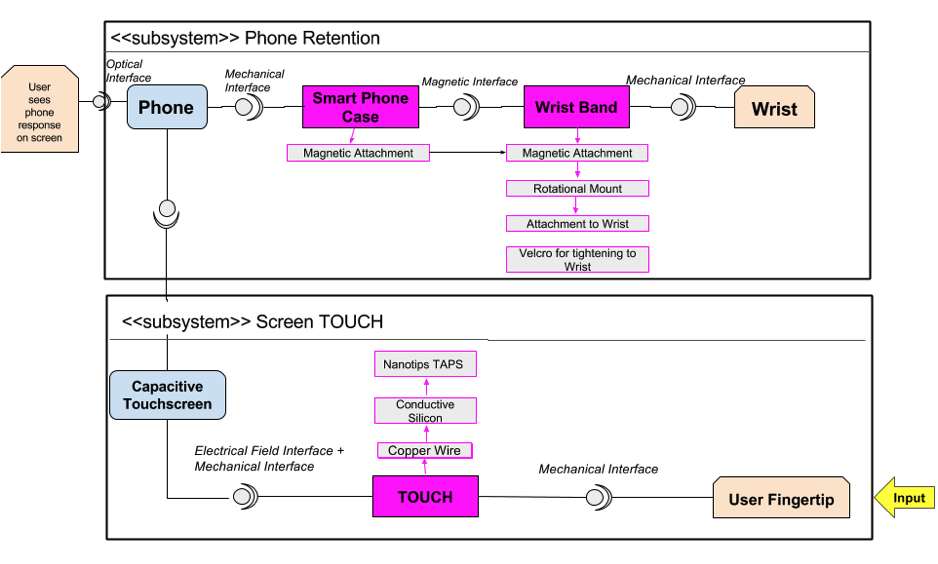 <<subsystem>> Phone Retention
User
sees
phone
response
on screen
Optical
Interface
Phone
Mechanical
Interface
Smart Phone
Case
Magnetic Interface
Wrist Band
Mechanical Interface
Wrist
Magnetic Attachment
Magnetic Attachment
Rotational Mount
Attachment to Wrist
Velcro for tightening to
Wrist
<<subsystem>> Screen TOUCH
Capacitive
Touchscreen
Nanotips TAPS
Conductive
Silicon
Copper Wire
Electrical Field Interface +
Mechanical Interface
TOUCH
Mechanical Interface
User Fingertip
Input